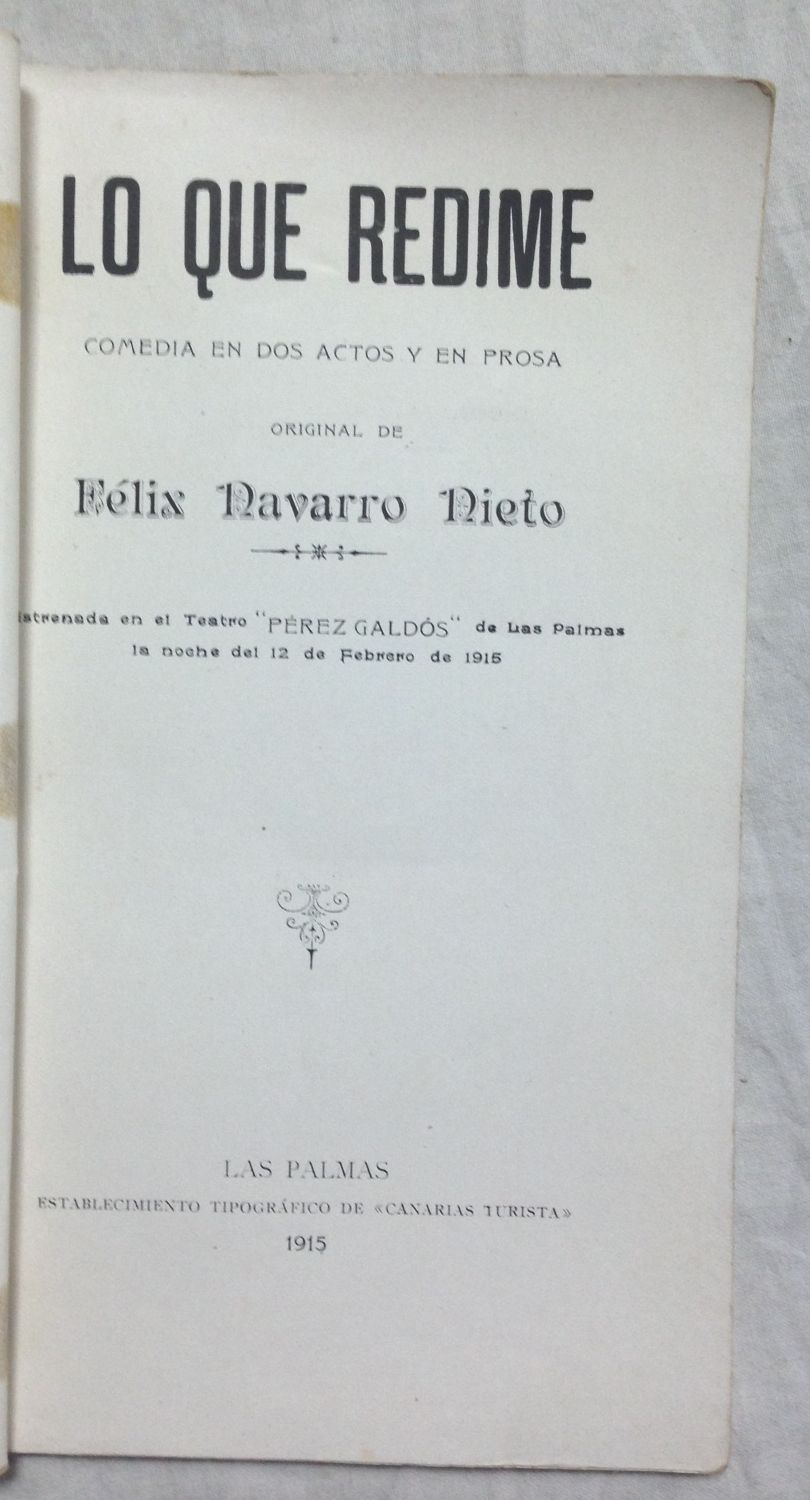 LO QUE REDIME
COMEDIA EN DOS ACTOS Y EN PROSA
ORIGINAL DE
Félix Navarro Nieto
Estrenada en el Teatro "PÉREZ GALDÓS" de Las Palmas
la noche del 12 de Febrero de 1915
LAS PALMAS
ESTABLECIMIENTO TIPOGRÁFICO DE «CANARIAS TURISTA»
1915